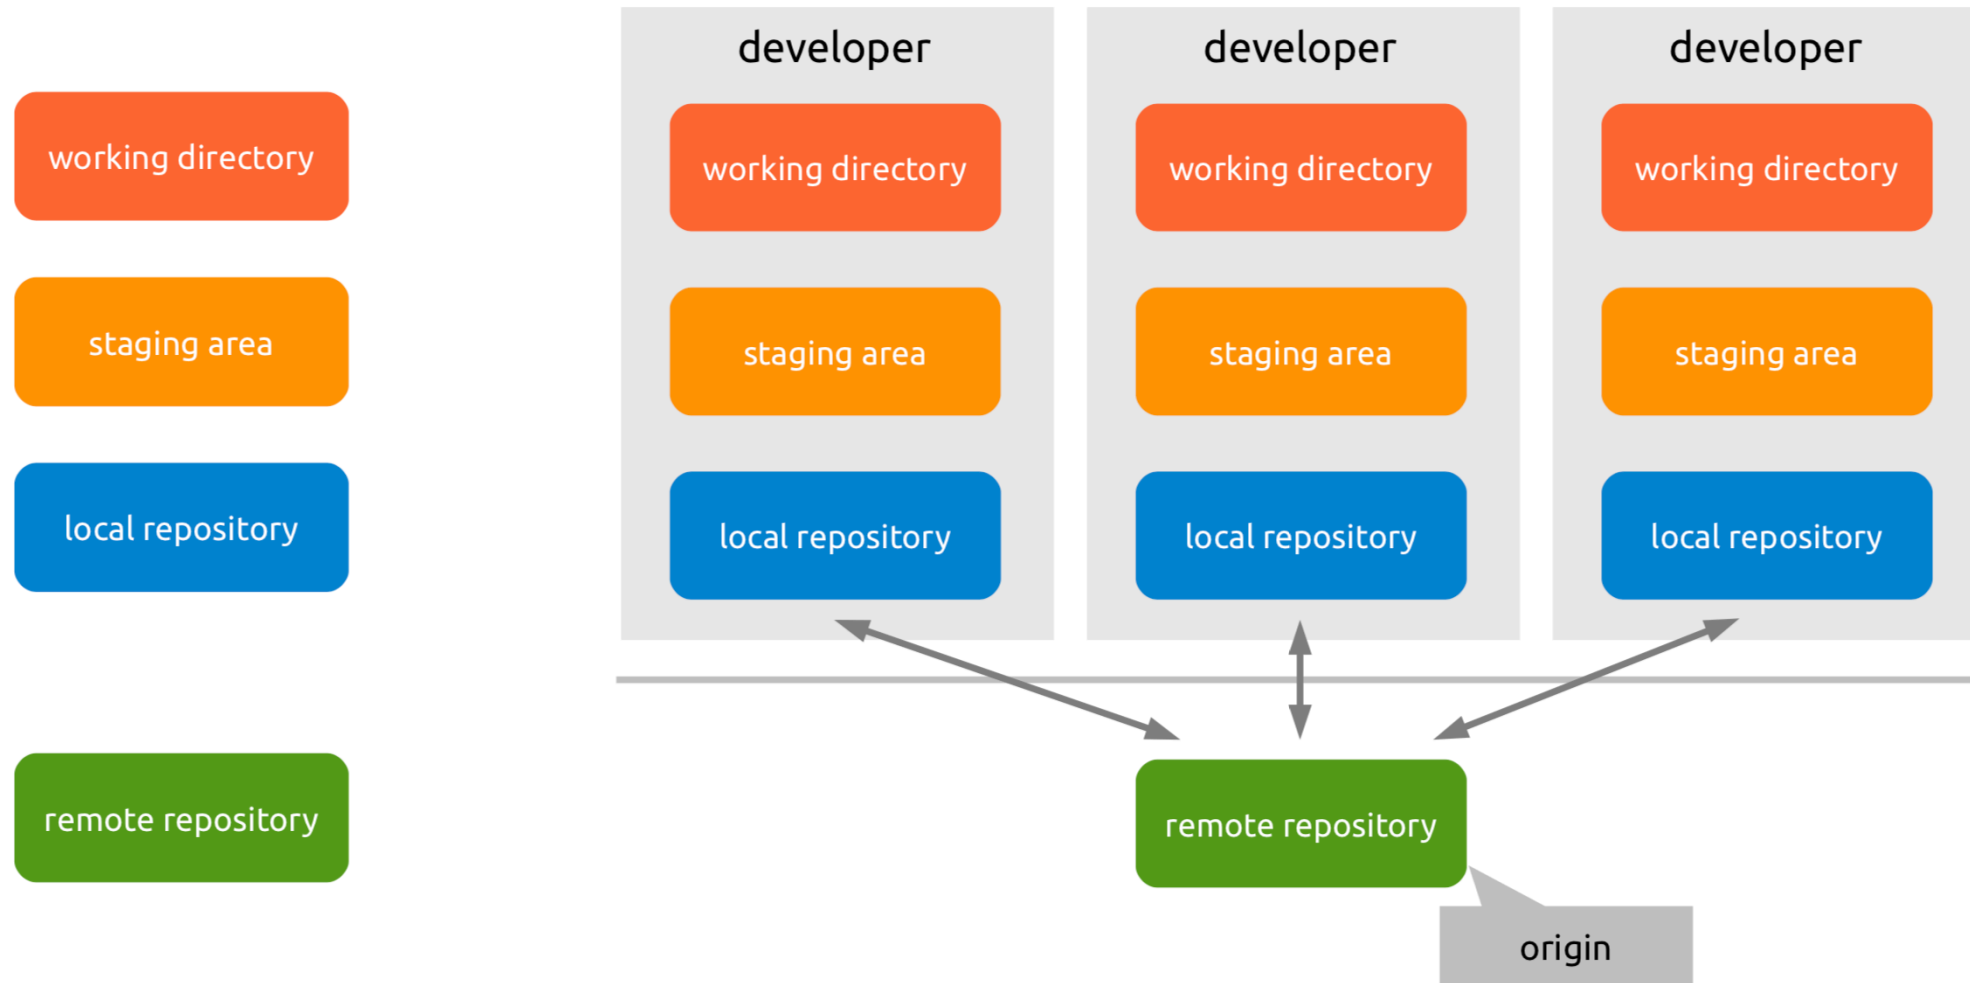 working directory
staging area
local repository
remote repository
developer
working directory
staging area
local repository
developer
working directory
staging area
local repository
developer
working directory
staging area
local repository
remote repository
origin